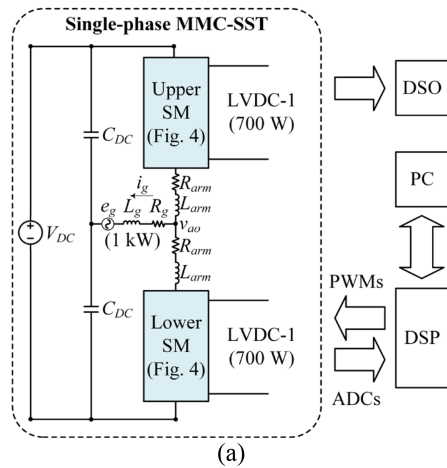 Single-phase MMC-SST
Upper
SM
(Fig. 4)
LVDC-1
(700 W)
DSO
C_DC
R_arm
i_g
L_arm
PC
e_g
L_g
R_g
(1 kW)
v_ao
V_DC
R_arm
L_arm
PWMs
C_DC
Lower
SM
(Fig. 4)
LVDC-1
(700 W)
DSP
ADCs
(a)